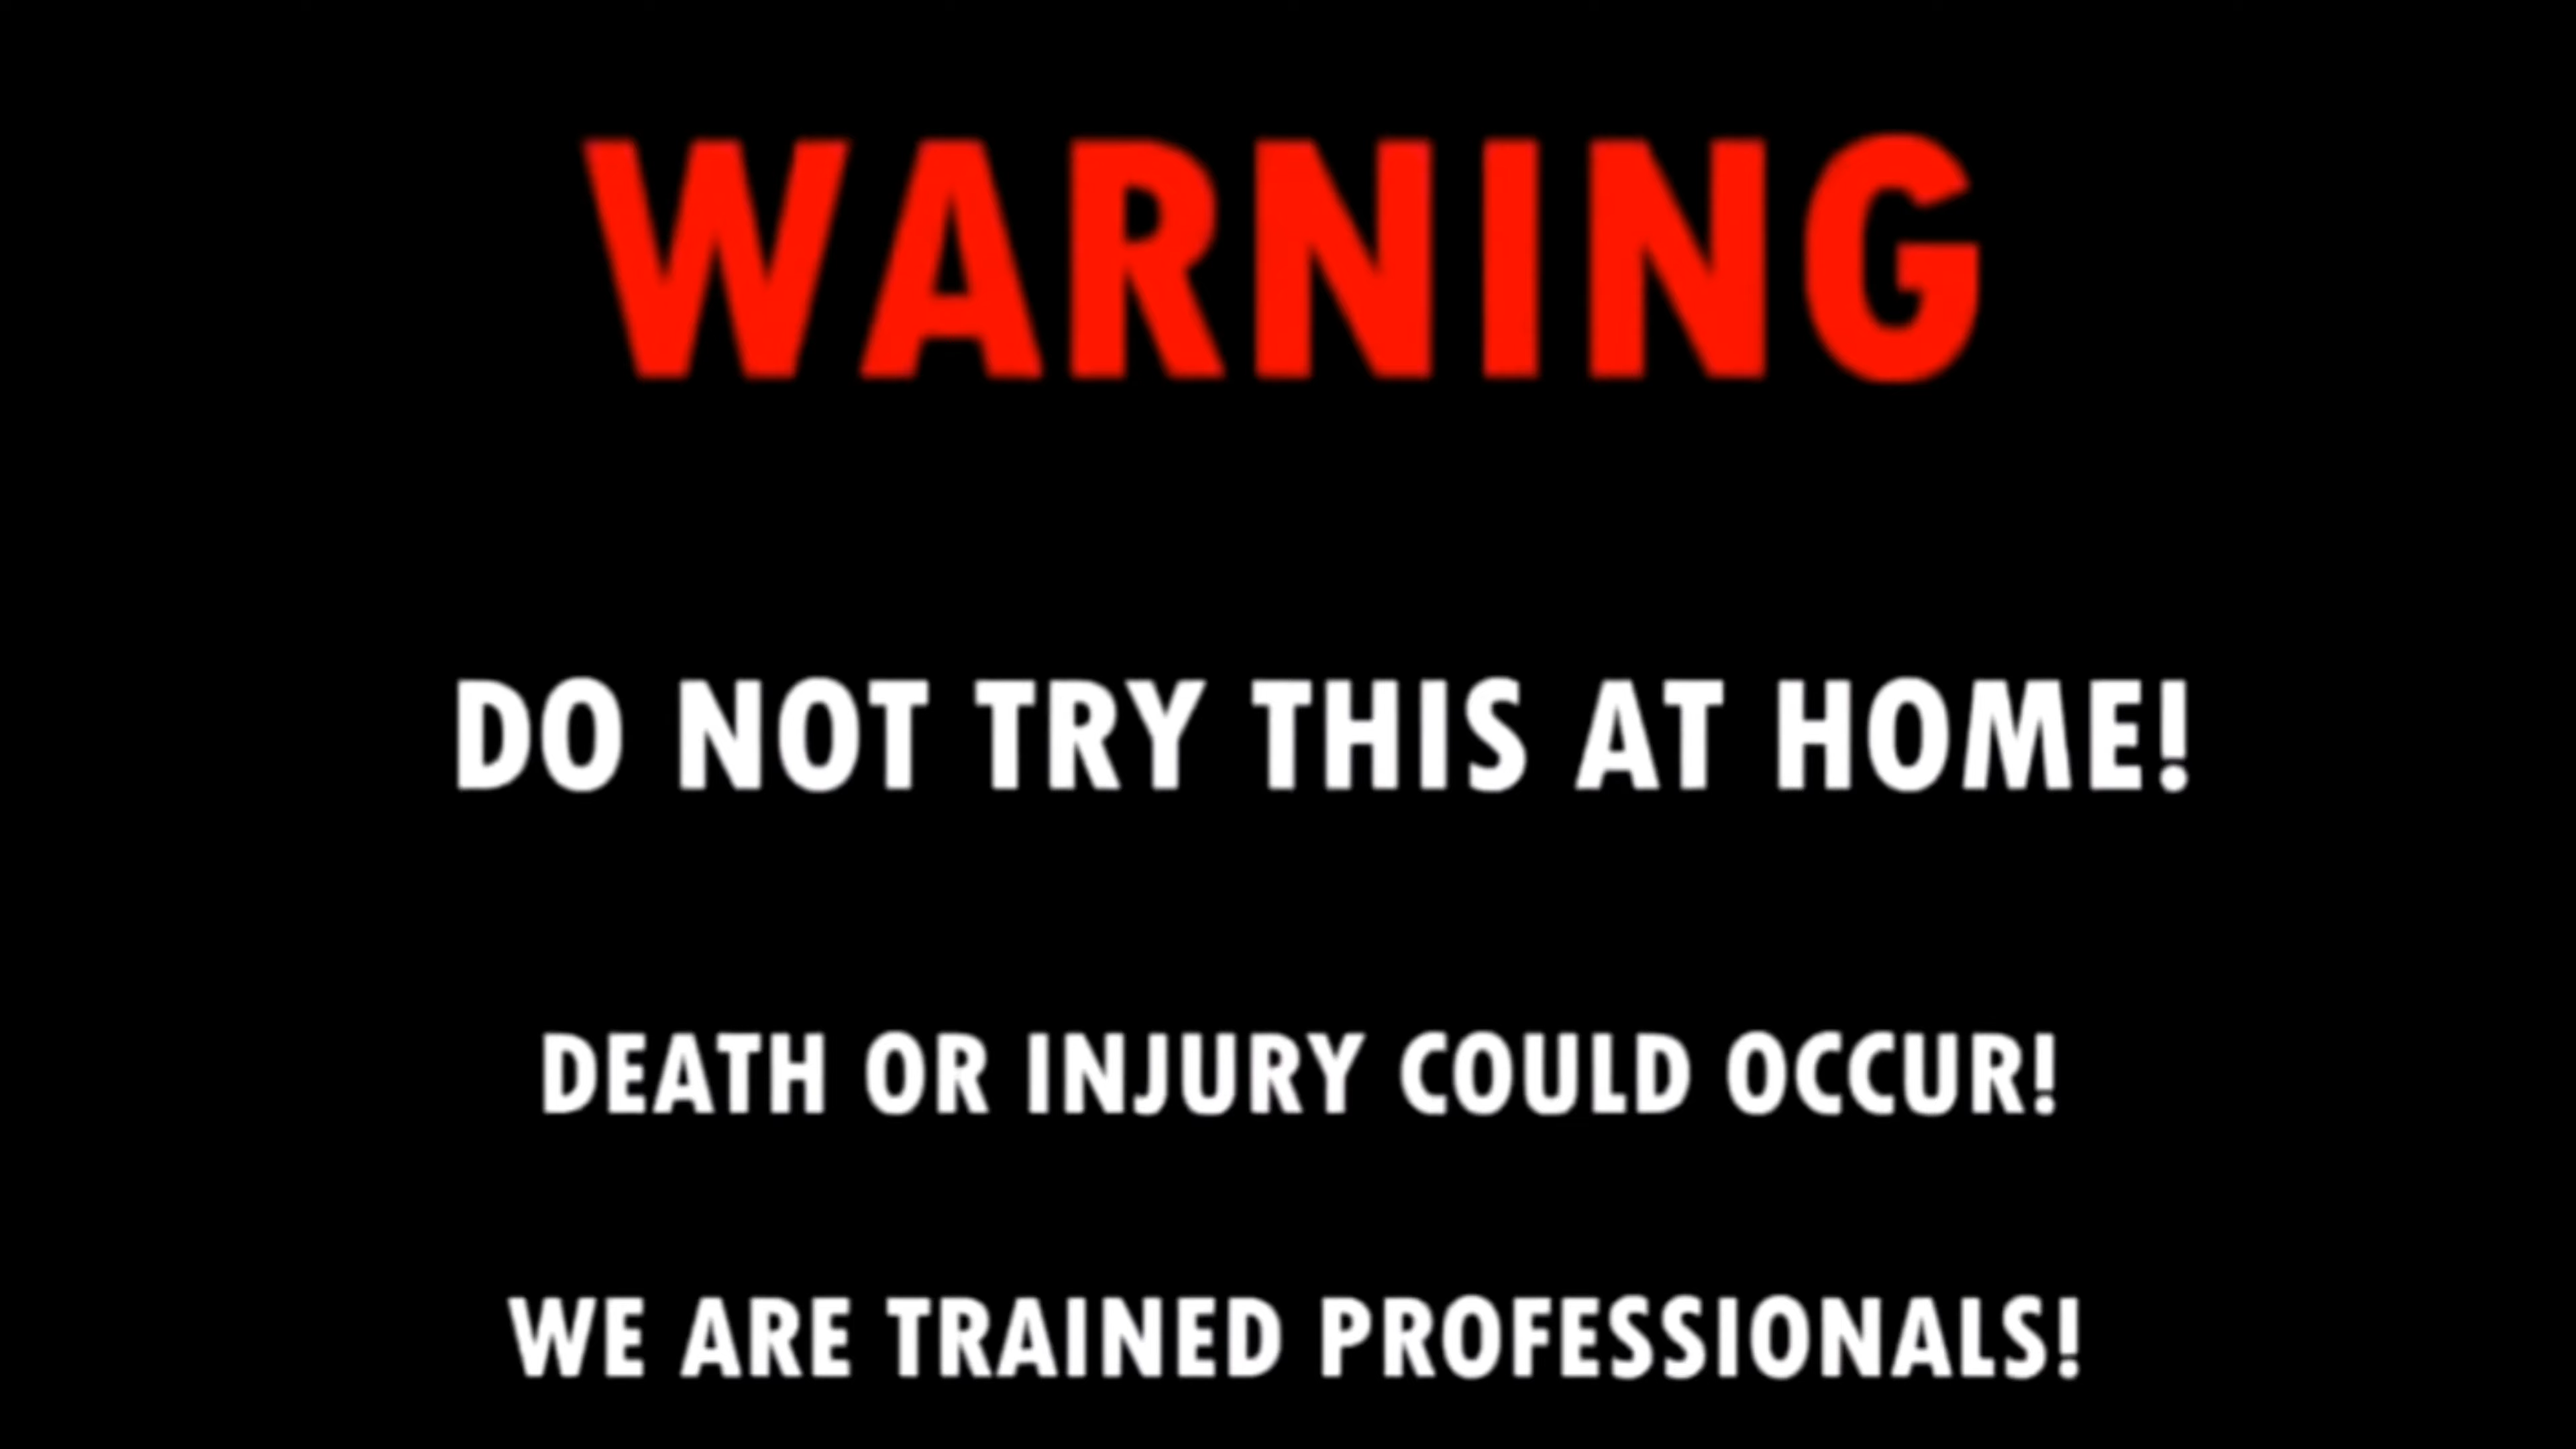 WARNING
DO NOT TRY THIS AT HOME!
DEATH OR INJURY COULD OCCUR!
WE ARE TRAINED PROFESSIONALS!